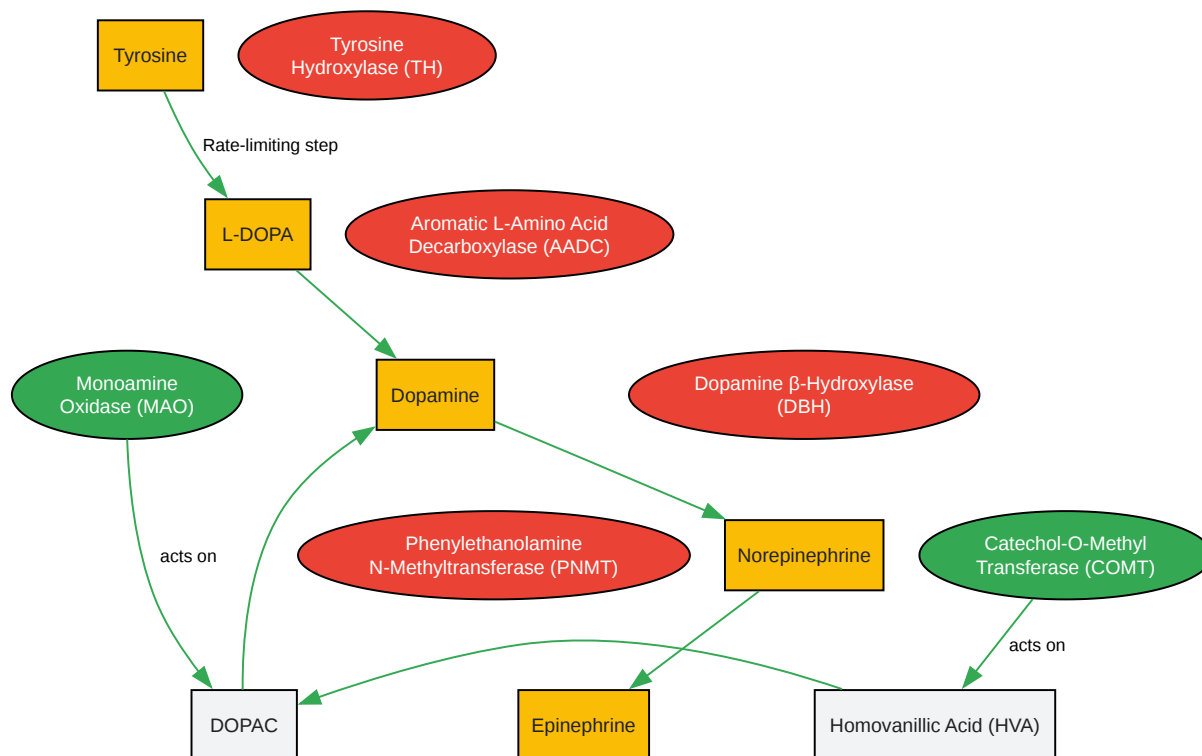 Tyrosine
Tyrosine
Hydroxylase (TH)
Rate-limiting step
L-DOPA
Aromatic L-Amino Acid
Decarboxylase (AADC)
Monoamine
Oxidase (MAO)
Dopamine
Dopamine β-Hydroxylase
(DBH)
acts on
Phenylethanolamine
N-Methyltransferase (PNMT)
Norepinephrine
Catechol-O-Methyl
Transferase (COMT)
acts on
DOPAC
Epinephrine
Homovanillic Acid (HVA)